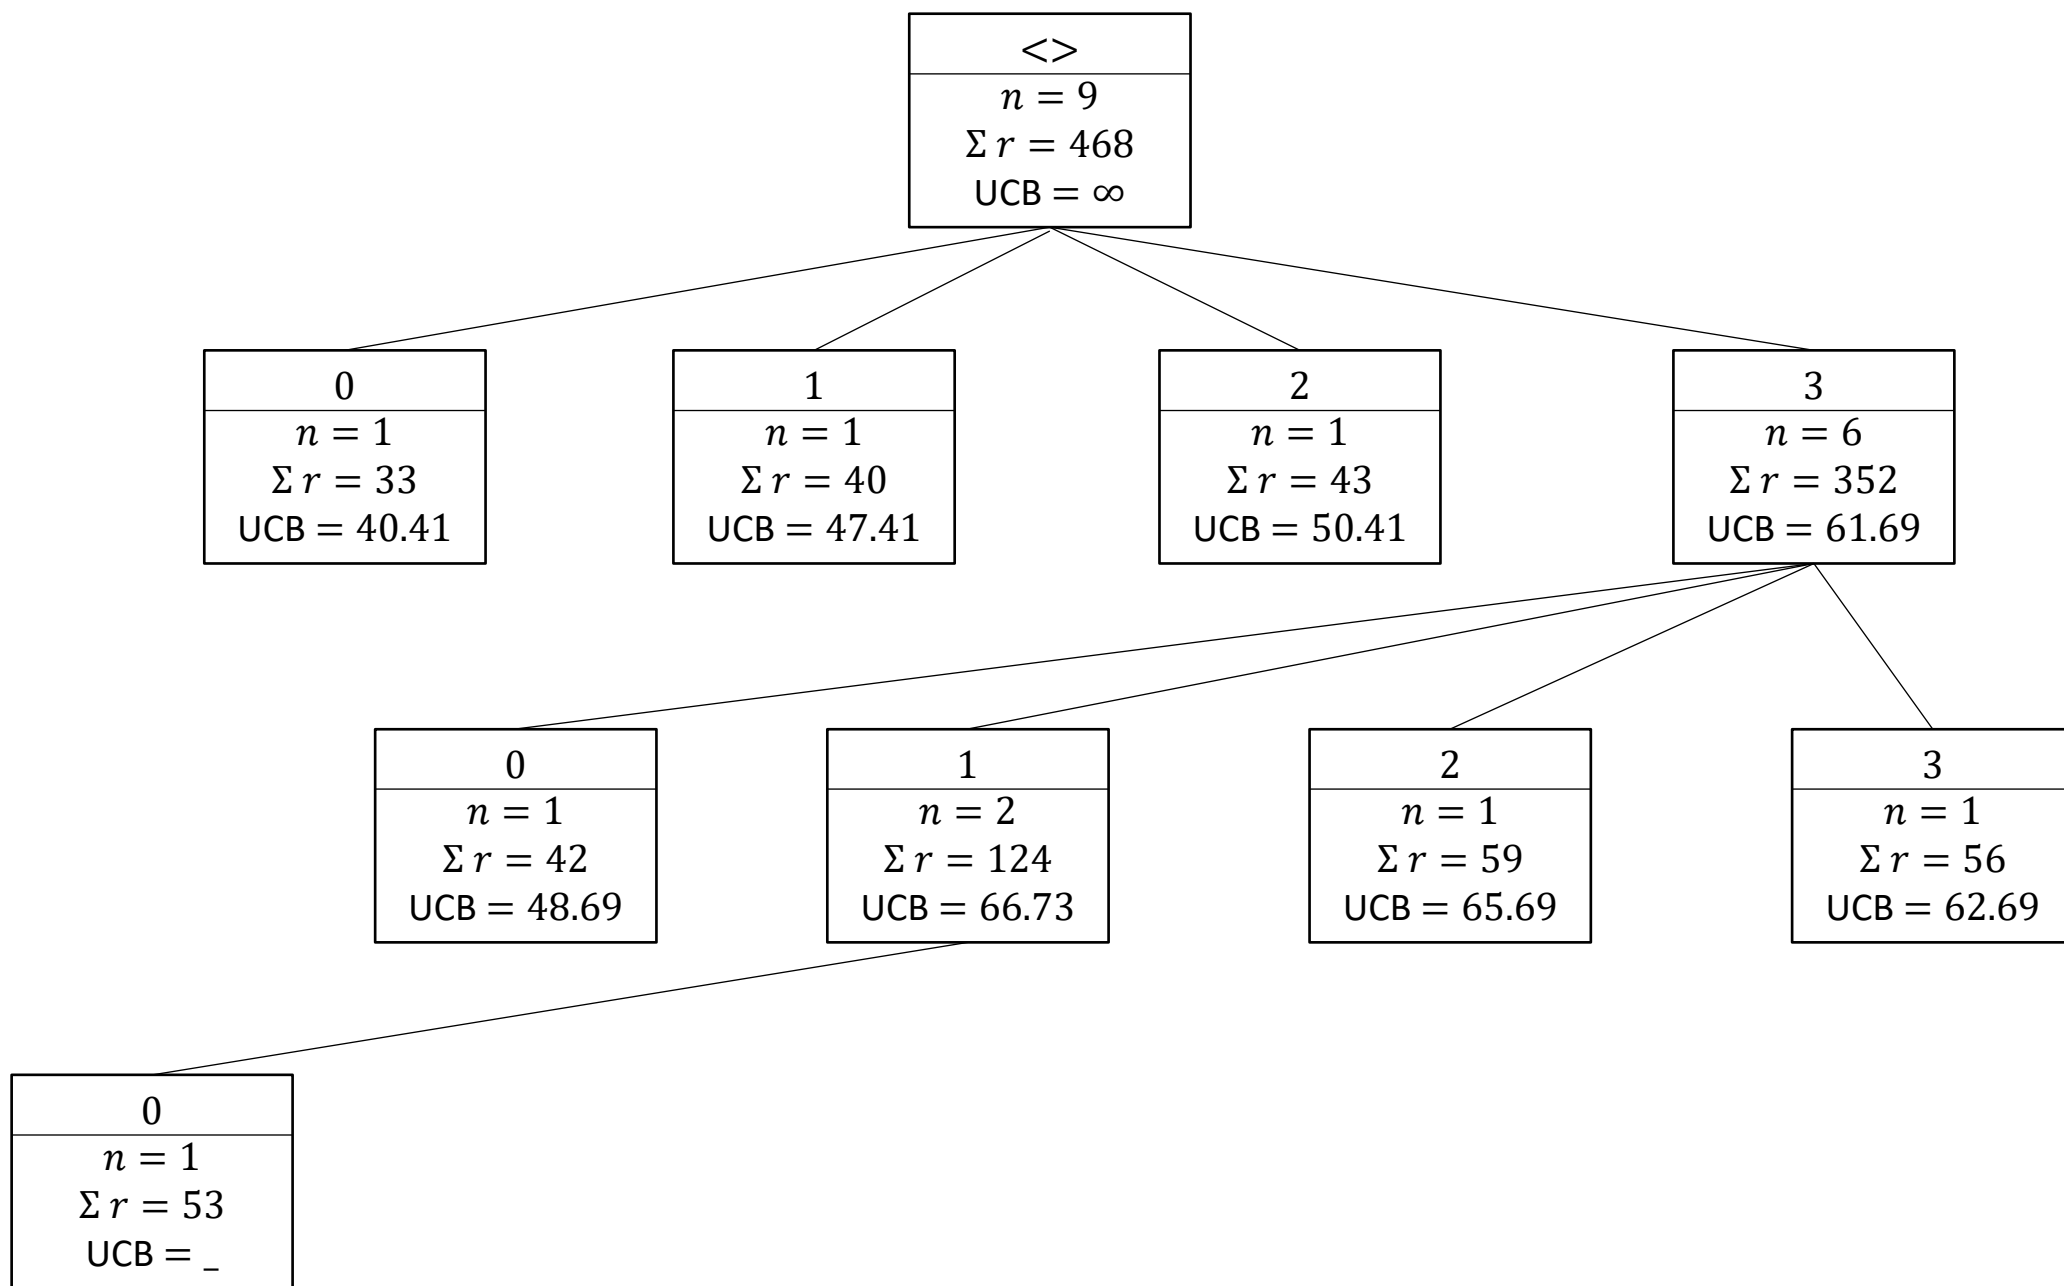 <>
n = 9
Σ r = 468
UCB = ∞
0
n = 1
Σ r = 33
UCB = 40.41
1
n = 1
Σ r = 40
UCB = 47.41
2
n = 1
Σ r = 43
UCB = 50.41
3
n = 6
Σ r = 352
UCB = 61.69
0
n = 1
Σ r = 42
UCB = 48.69
1
n = 2
Σ r = 124
UCB = 66.73
2
n = 1
Σ r = 59
UCB = 65.69
3
n = 1
Σ r = 56
UCB = 62.69
0
n = 1
Σ r = 53
UCB = _